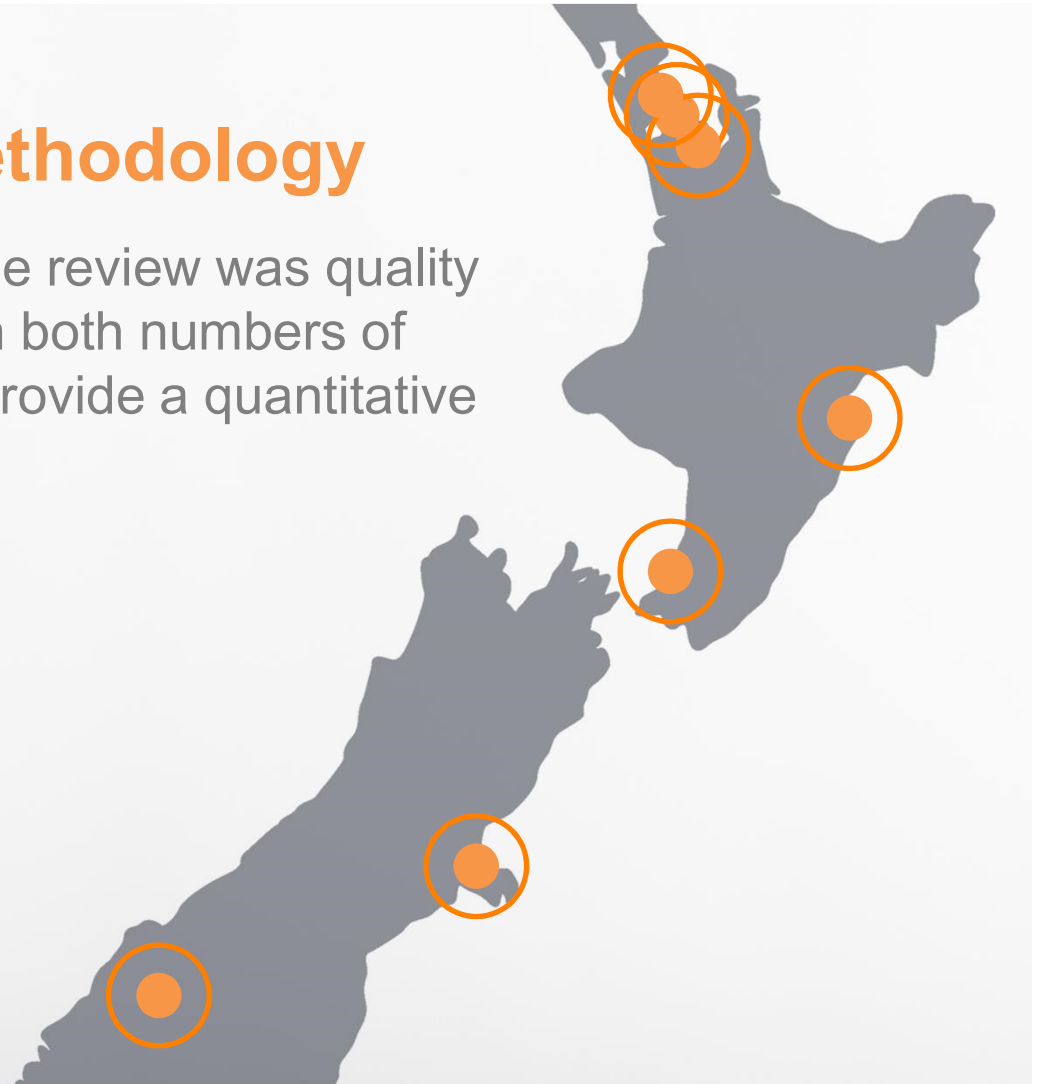 ethodology
e review was quality
both numbers of
rovide a quantitative